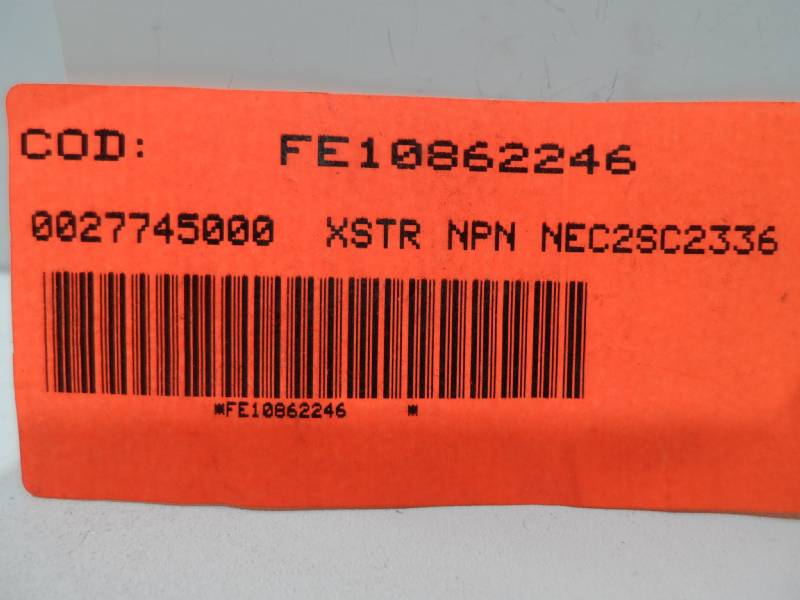 COD: FE10862246
0027745000 XSTR NPN NEC2SC2336
*FE10862246 *